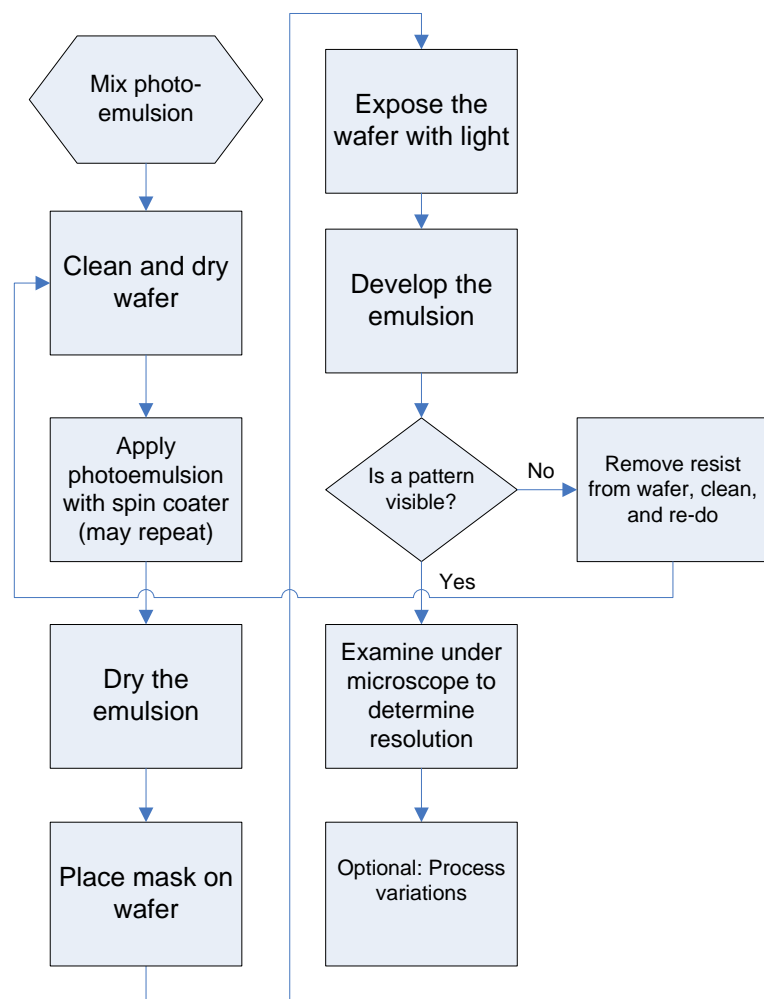 Mix photo-
emulsion
Clean and dry
wafer
Apply
photoemulsion
with spin coater
(may repeat)
Dry the
emulsion
Place mask on
wafer
Expose the
wafer with light
Develop the
emulsion
Is a pattern
visible?
No
Remove resist
from wafer, clean,
and re-do
Yes
Examine under
microscope to
determine
resolution
Optional: Process
variations